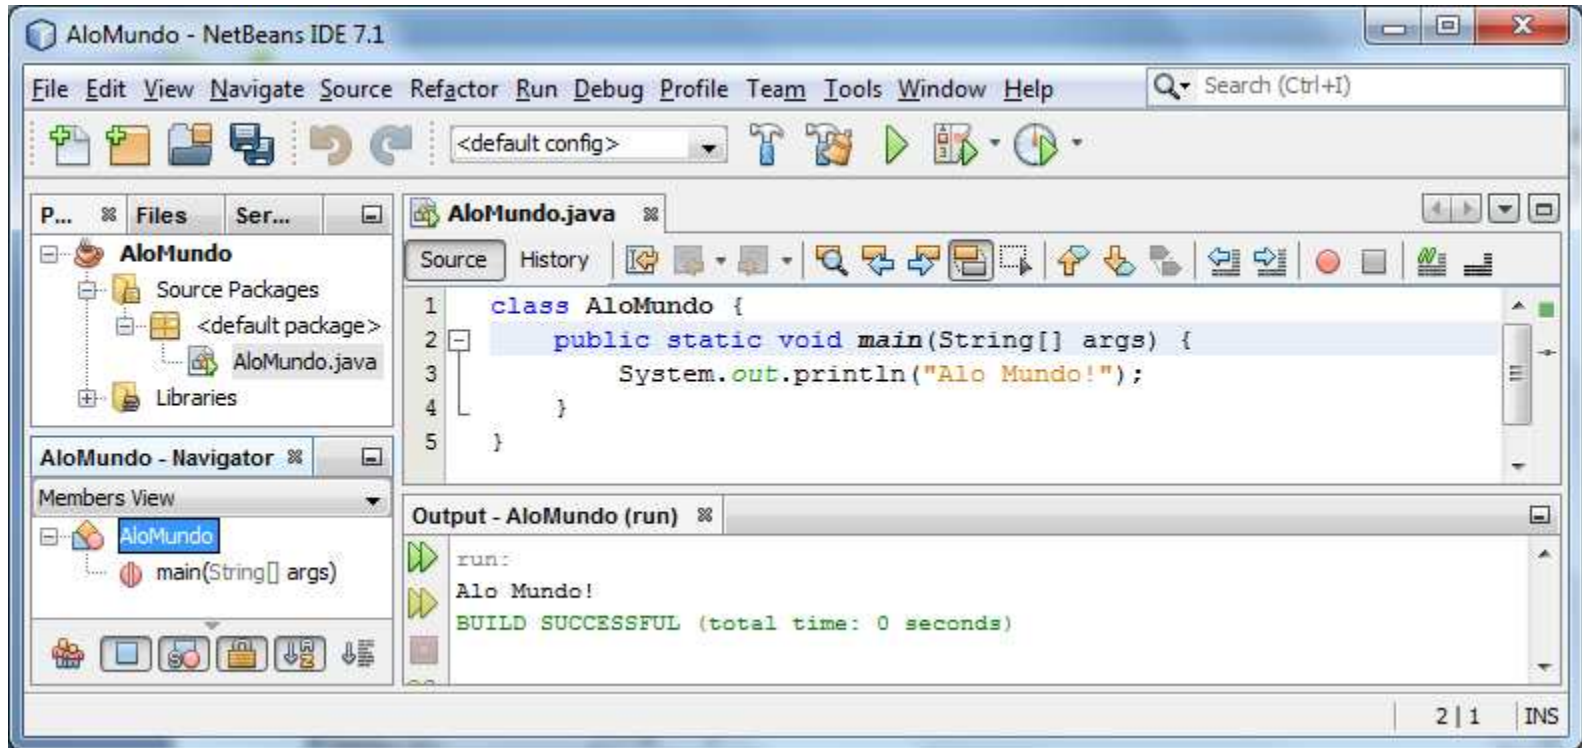 AloMundo - NetBeans IDE 7.1
File Edit View Navigate Source Refactor Run Debug Profile Team Tools Window Help Search (Ctrl+I)
<default config>
P... Files Ser...
AloMundo
Source Packages
<default package>
AloMundo.java
Libraries
AloMundo - Navigator
Members View
AloMundo
main(String[] args)
AloMundo.java
Source History
1 class AloMundo {
2 public static void main(String[] args) {
3 System.out.println("Alo Mundo!");
4 }
5 }
Output - AloMundo (run)
run:
Alo Mundo!
BUILD SUCCESSFUL (total time: 0 seconds)
2 | 1 INS